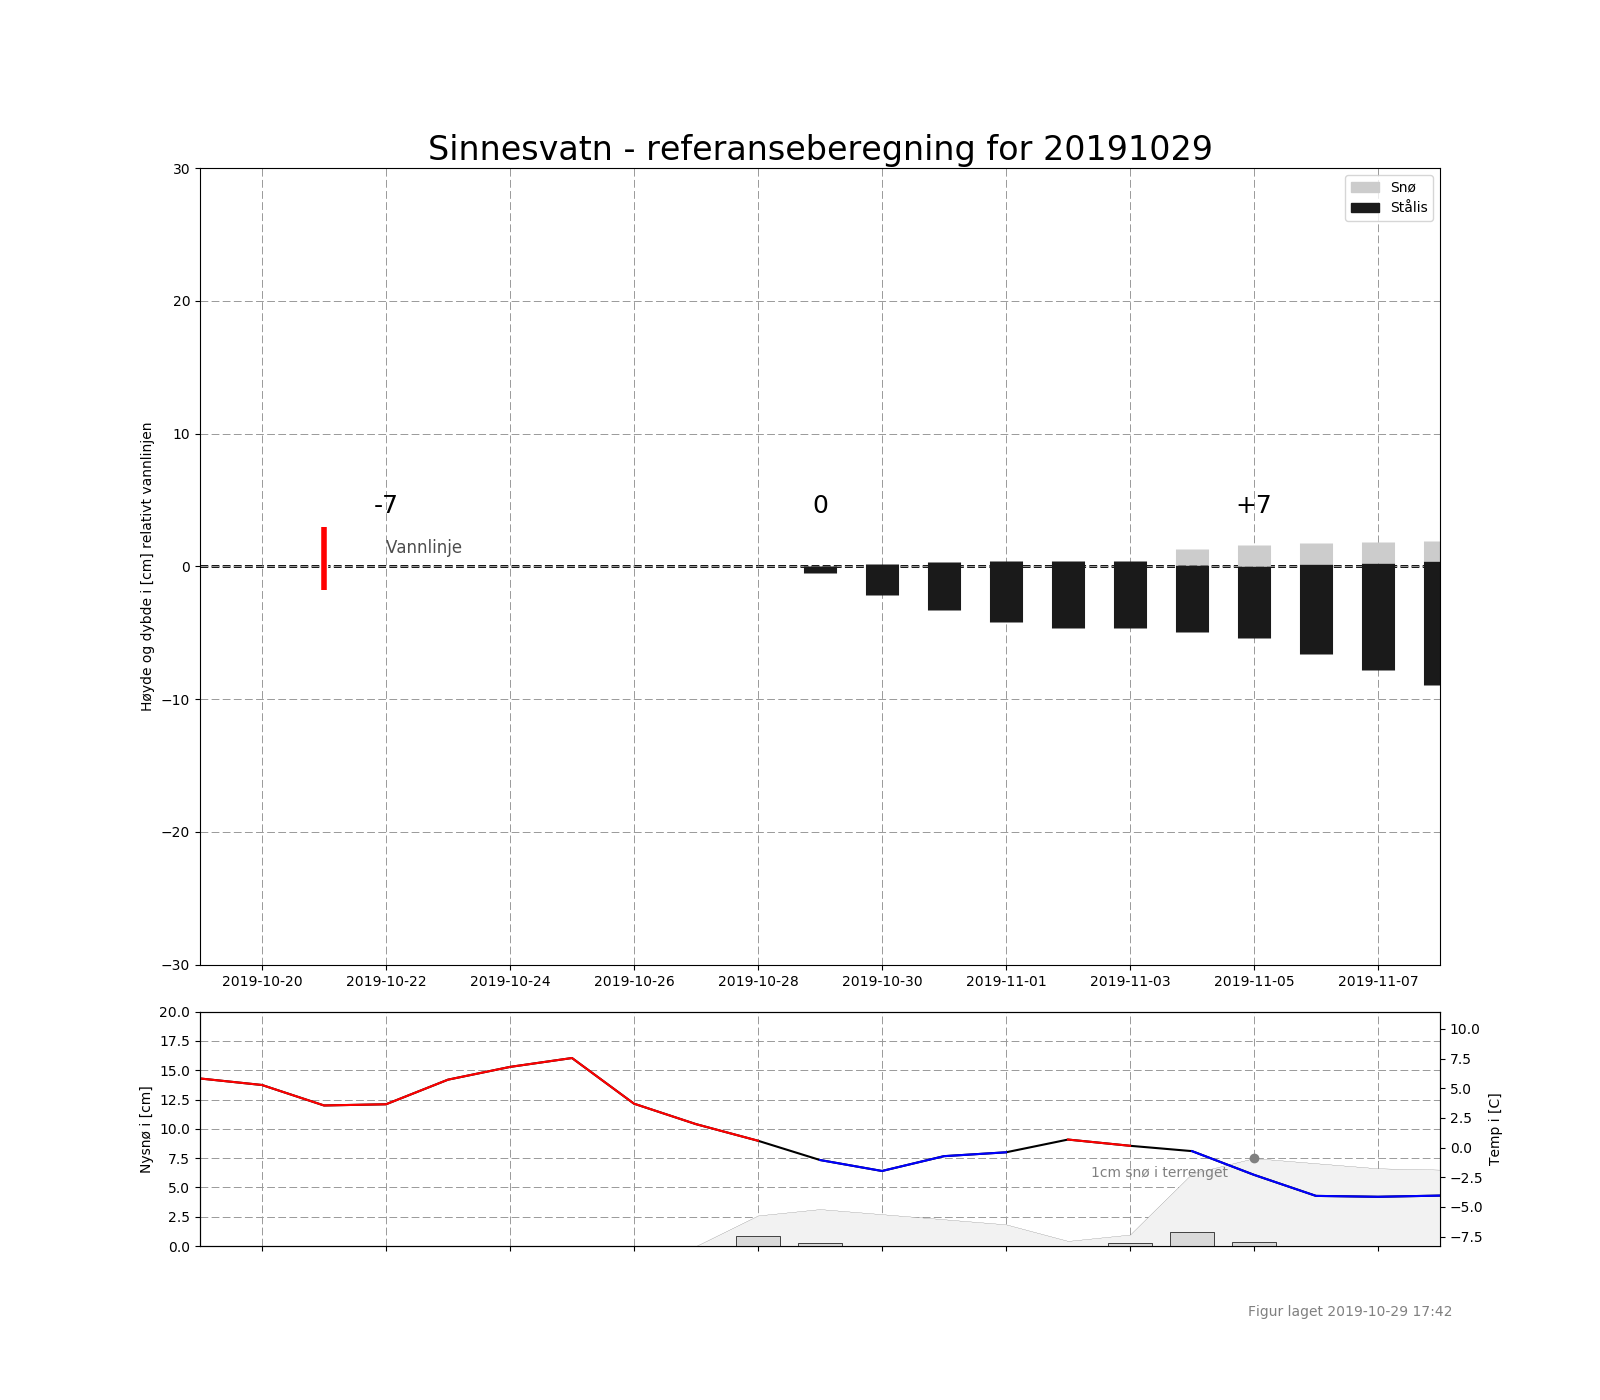 Sinnesvatn - referanseberegning for 20191029
Snø
Stålis
Høyde og dybde i [cm] relativt vannlinjen
30
20
10
0
−10
−20
−30
-7
0
+7
Vannlinje
2019-10-20 2019-10-22 2019-10-24 2019-10-26 2019-10-28 2019-10-30 2019-11-01 2019-11-03 2019-11-05 2019-11-07
Nysnø i [cm]
20.0
17.5
15.0
12.5
10.0
7.5
5.0
2.5
0.0
1cm snø i terrenget
10.0
7.5
5.0
2.5
0.0
−2.5
−5.0
−7.5
Temp i [C]
Figur laget 2019-10-29 17:42